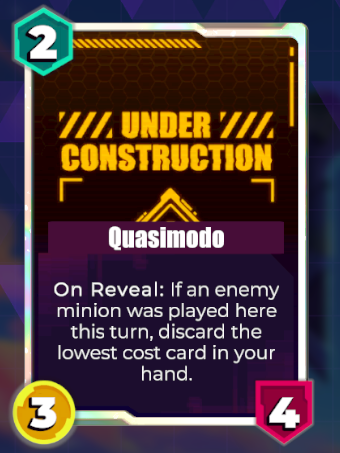 2
UNDER
CONSTRUCTION
Quasimodo
On Reveal: If an enemy
minion was played here
this turn, discard the
lowest cost card in your
hand.
3
4